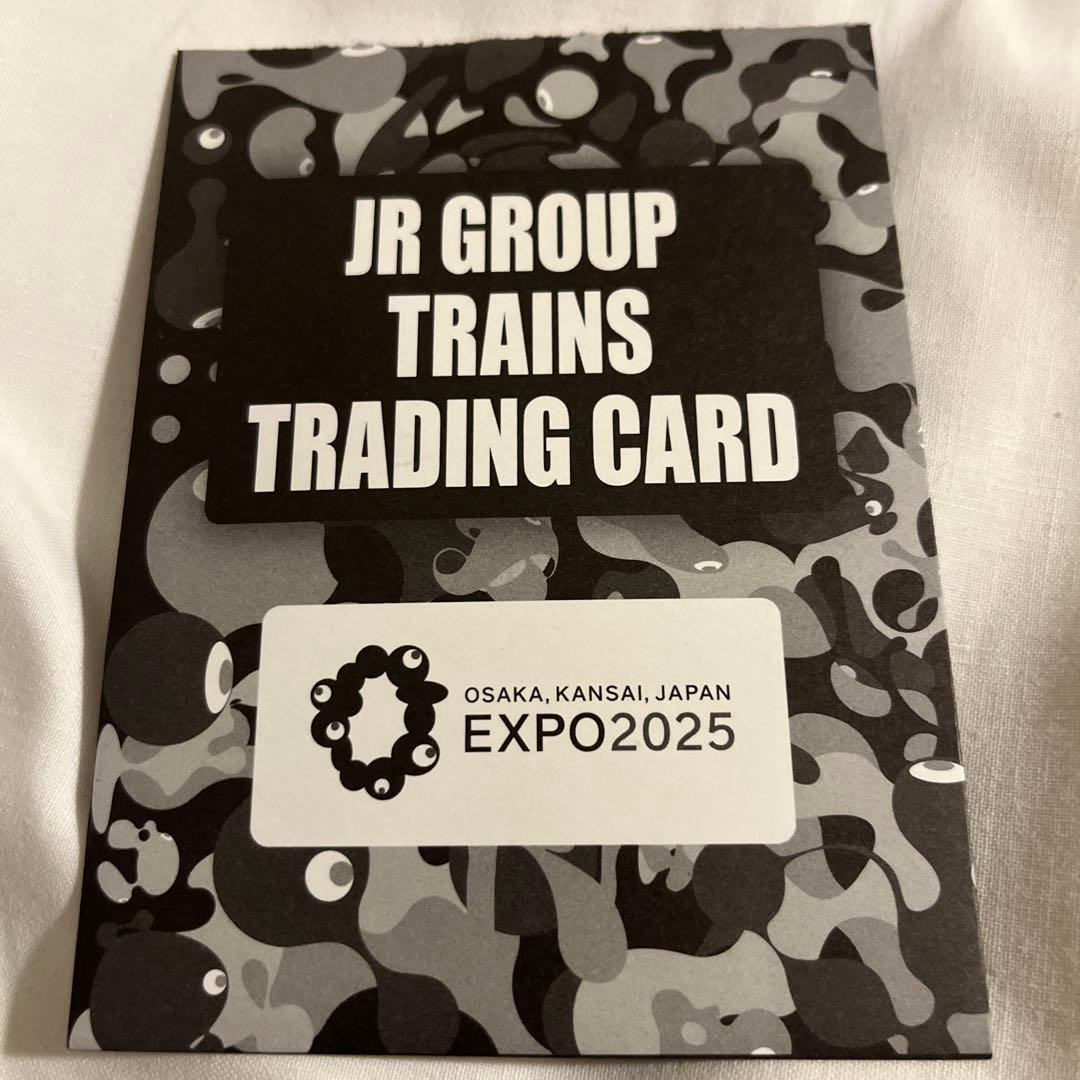 JR GROUP
TRAINS
TRADING CARD
OSAKA, KANSAI, JAPAN
EXPO2025